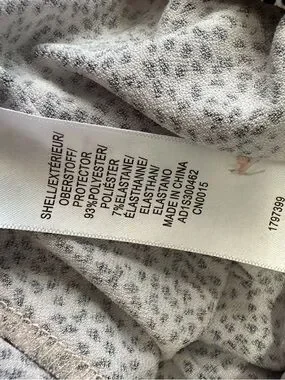 SHELL/EXTÉRIEUR/
OBERSTOFF/
PROTECTOR
93%POLYESTER/
POLIÉSTER
7%ELASTANE/
ÉLASTHANNE/
ELASTHAN/
ELASTANO
MADE IN CHINA
AD1S300462
CN0015
1797399